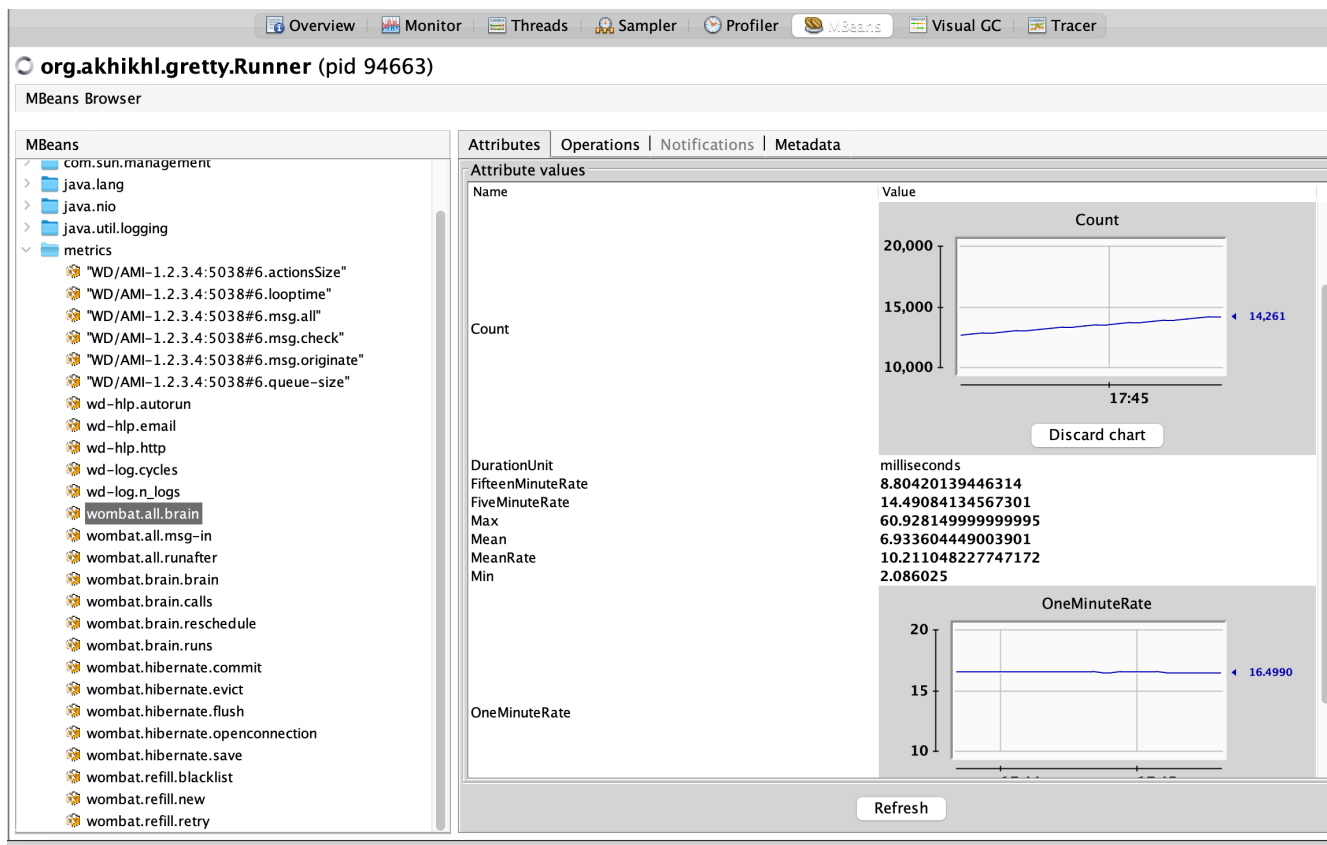 Overview Monitor Threads Sampler Profiler MBeans Visual GC Tracer
org.akhikhl.gretty.Runner (pid 94663)
MBeans Browser
MBeans
com.sun.management
java.lang
java.nio
java.util.logging
metrics
"WD/AMI-1.2.3.4:5038#6.actionsSize"
"WD/AMI-1.2.3.4:5038#6.looptime"
"WD/AMI-1.2.3.4:5038#6.msg.all"
"WD/AMI-1.2.3.4:5038#6.msg.check"
"WD/AMI-1.2.3.4:5038#6.msg.originate"
"WD/AMI-1.2.3.4:5038#6.queue-size"
wd-hlp.autorun
wd-hlp.email
wd-hlp.http
wd-log.cycles
wd-log.n_logs
wombat.all.brain
wombat.all.msg-in
wombat.all.runafter
wombat.brain.brain
wombat.brain.calls
wombat.brain.reschedule
wombat.brain.runs
wombat.hibernate.commit
wombat.hibernate.evict
wombat.hibernate.flush
wombat.hibernate.openconnection
wombat.hibernate.save
wombat.refill.blacklist
wombat.refill.new
wombat.refill.retry
Attributes Operations Notifications Metadata
Attribute values
Name Value
Count
20,000
15,000
14,261
Count
10,000
17:45
Discard chart
DurationUnit milliseconds
FifteenMinuteRate 8.80420139446314
FiveMinuteRate 14.49084134567301
Max 60.928149999999995
Mean 6.933604449003901
MeanRate 10.211048227747172
Min 2.086025
OneMinuteRate
20
16.4990
15
OneMinuteRate
10
Refresh